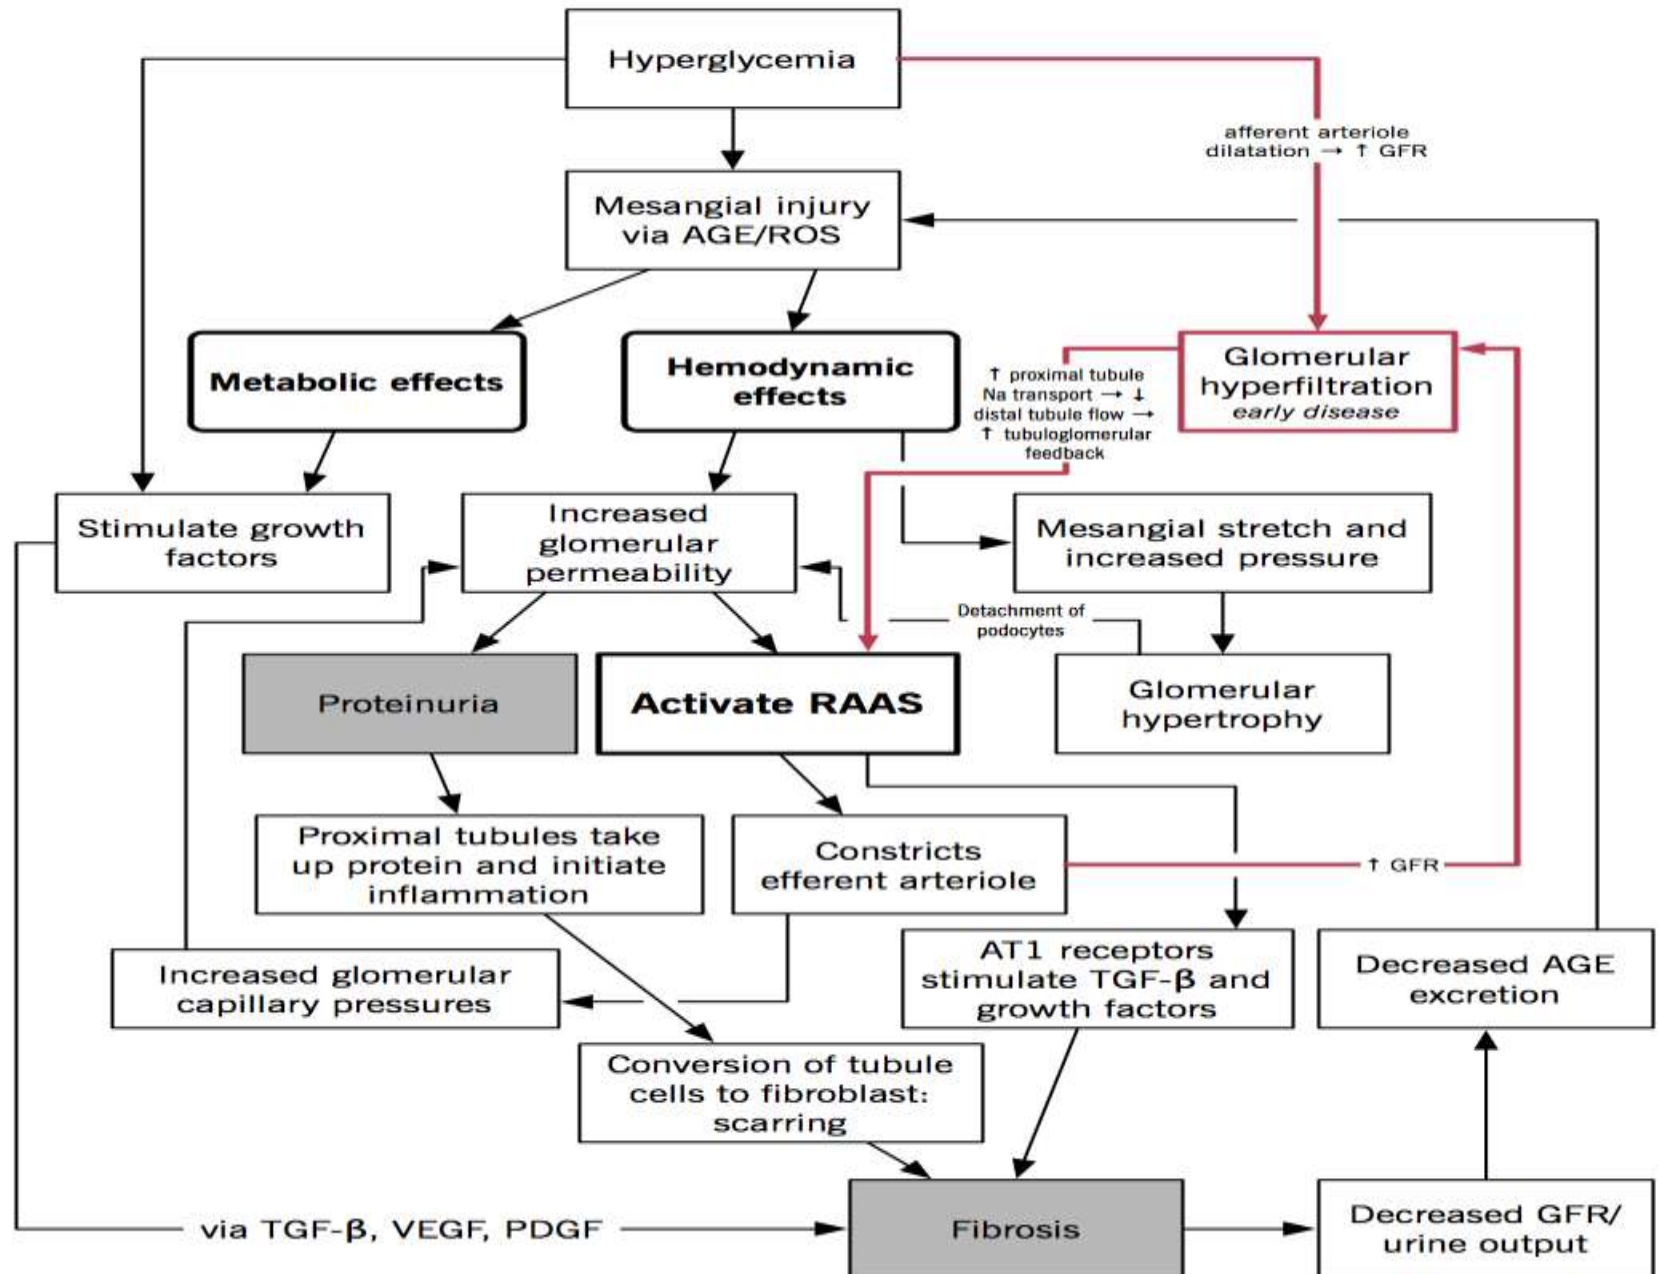 Hyperglycemia
afferent arteriole
dilatation → ↑ GFR
Mesangial injury
via AGE/ROS
Metabolic effects
Hemodynamic
effects
↑ proximal tubule
Na transport → ↓
distal tubule flow →
↑ tubuloglomerular
feedback
Glomerular
hyperfiltration
early disease
Stimulate growth
factors
Increased
glomerular
permeability
Mesangial stretch and
increased pressure
Detachment of
podocytes
Proteinuria
Activate RAAS
Glomerular
hypertrophy
Proximal tubules take
up protein and initiate
inflammation
Constricts
efferent arteriole
↑ GFR
Increased glomerular
capillary pressures
AT1 receptors
stimulate TGF-β and
growth factors
Decreased AGE
excretion
Conversion of tubule
cells to fibroblast:
scarring
via TGF-β, VEGF, PDGF
Fibrosis
Decreased GFR/
urine output